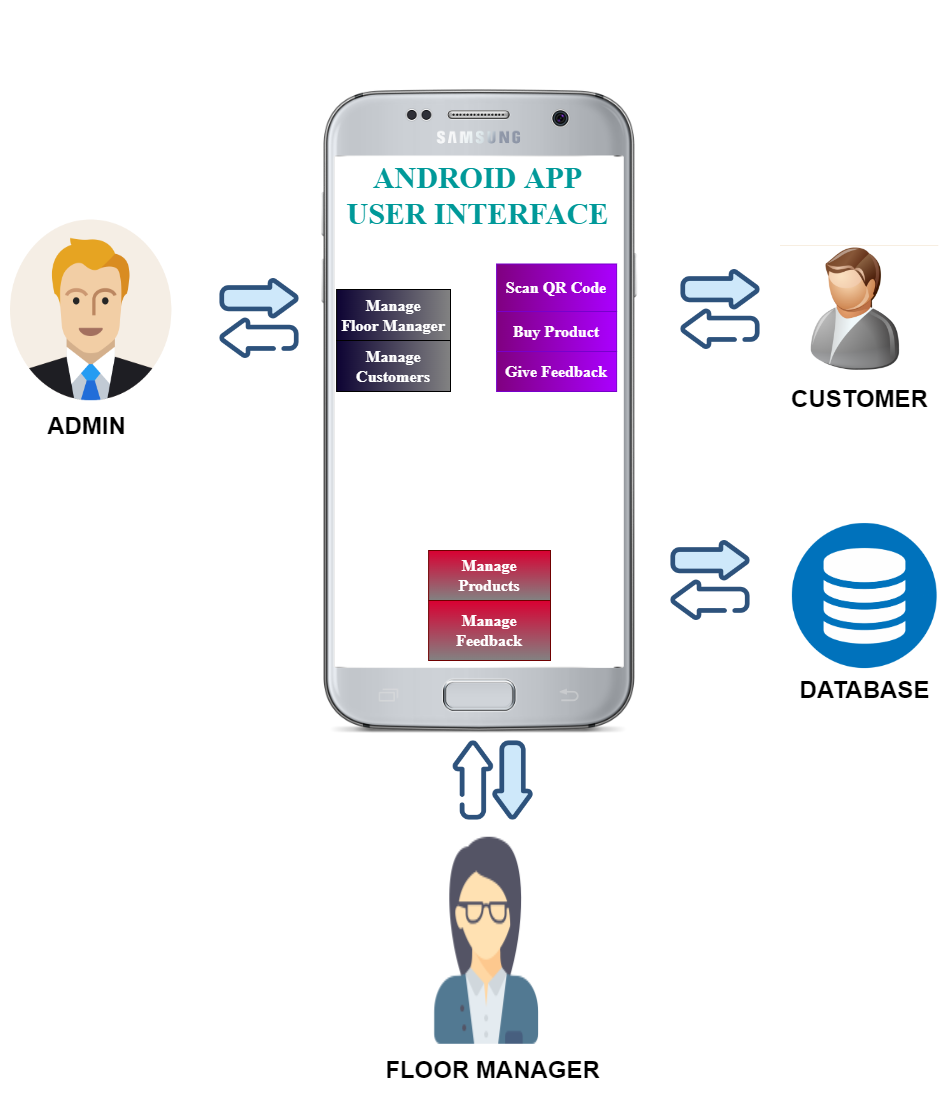 SAMSUNG
ANDROID APP
USER INTERFACE
Manage
Floor Manager
Manage
Customers
Scan QR Code
Buy Product
Give Feedback
ADMIN
CUSTOMER
Manage
Products
Manage
Feedback
DATABASE
FLOOR MANAGER